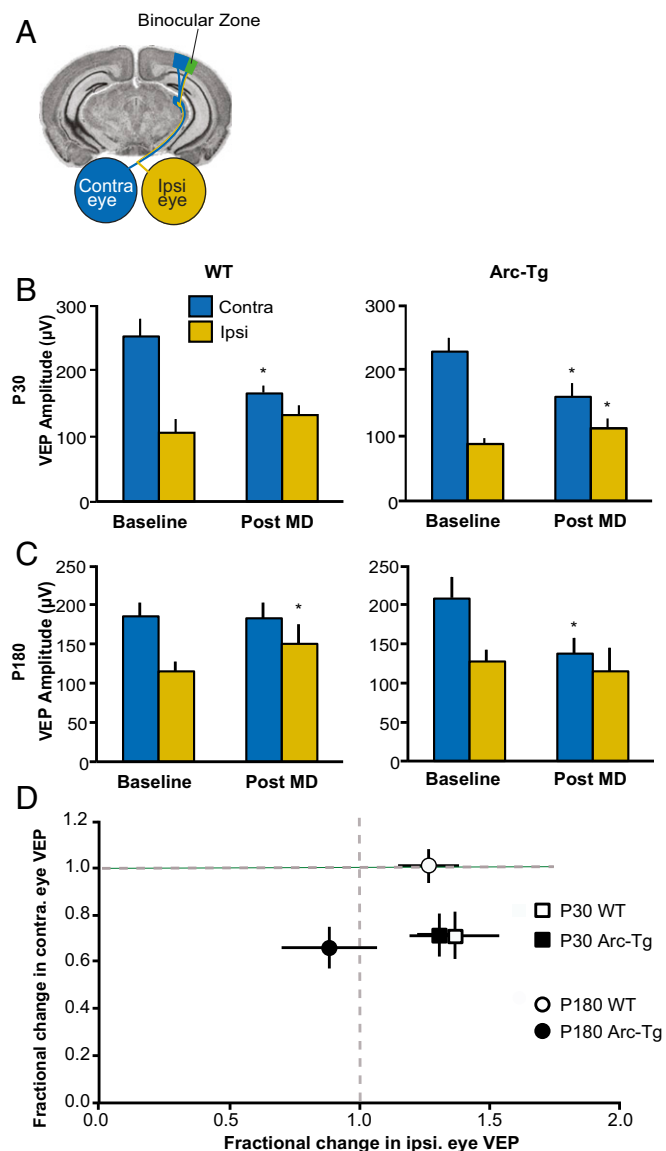 A
Binocular Zone
Contra
eye
Ipsi
eye
WT
Arc-Tg
B
Contra
Ipsi
P30
VEP Amplitude (µV)
300
200
100
0
*
Baseline
Post MD
300
200
100
0
*
*
Baseline
Post MD
C
P180
VEP Amplitude (µV)
250
200
150
100
50
0
*
Baseline
Post MD
250
200
150
100
50
0
*
Baseline
Post MD
D
Fractional change in contra. eye VEP
1.2
1.0
0.8
0.6
0.4
0.2
0.0
P30 WT
P30 Arc-Tg
P180 WT
P180 Arc-Tg
0.0
0.5
1.0
1.5
2.0
Fractional change in ipsi. eye VEP